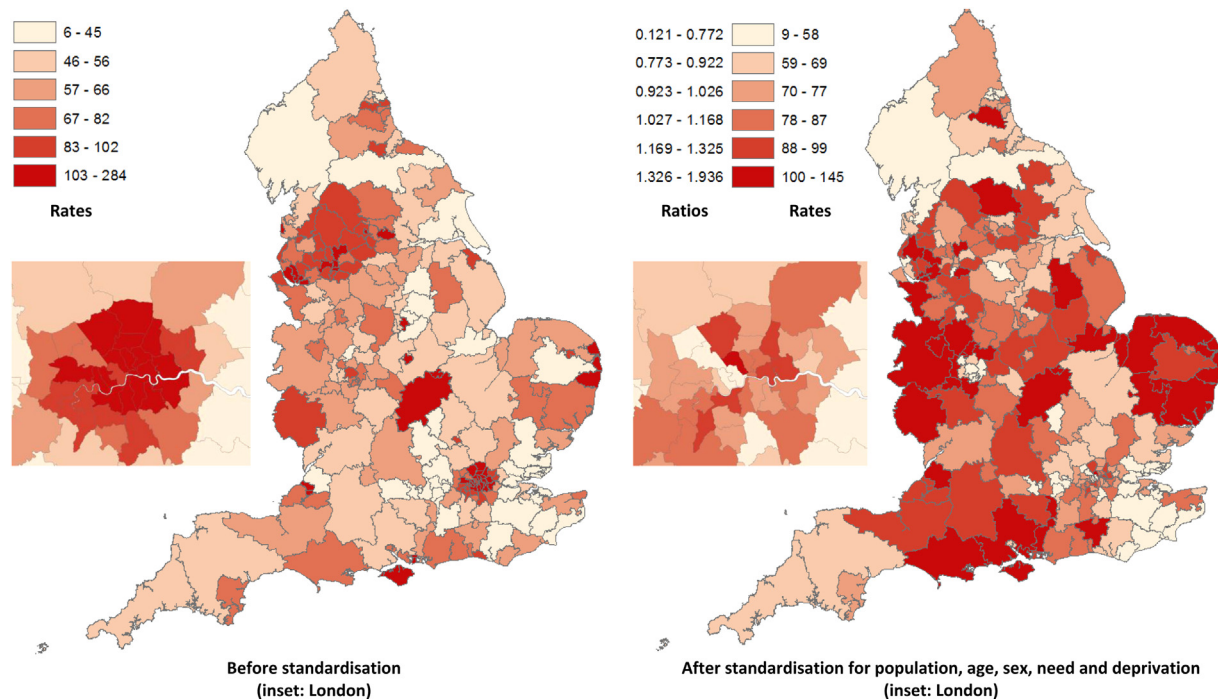 6 - 45
46 - 56
57 - 66
67 - 82
83 - 102
103 - 284
Rates
0.121 - 0.772 9 - 58
0.773 - 0.922 59 - 69
0.923 - 1.026 70 - 77
1.027 - 1.168 78 - 87
1.169 - 1.325 88 - 99
1.326 - 1.936 100 - 145
Ratios Rates
Before standardisation
(inset: London)
After standardisation for population, age, sex, need and deprivation
(inset: London)